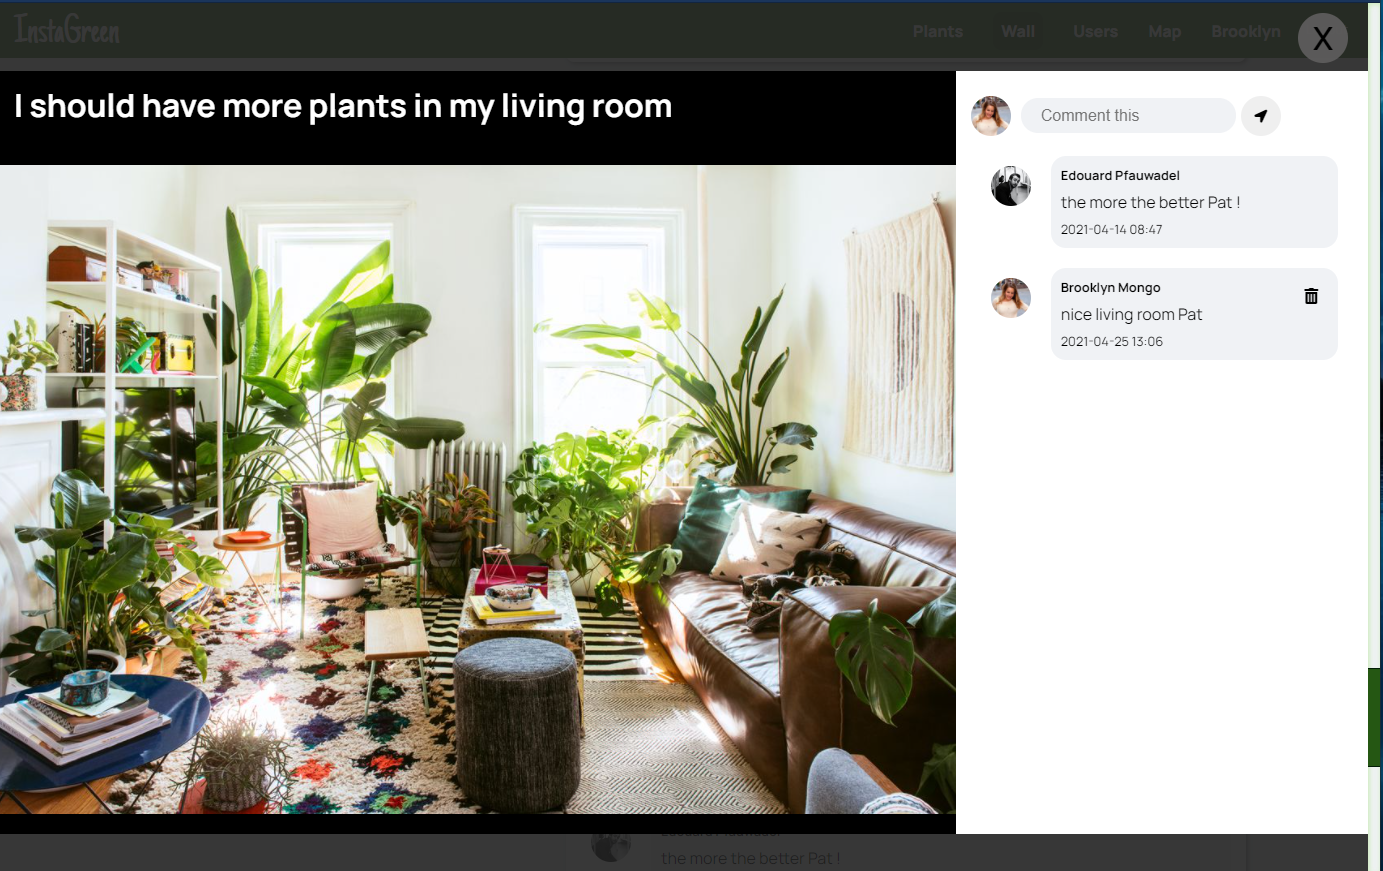 InstaGreen
Plants Wall Users Map Brooklyn X
I should have more plants in my living room
Comment this
Edouard Pfauwadel
the more the better Pat !
2021-04-14 08:47
Brooklyn Mongo
nice living room Pat
2021-04-25 13:06
the more the better Pat !